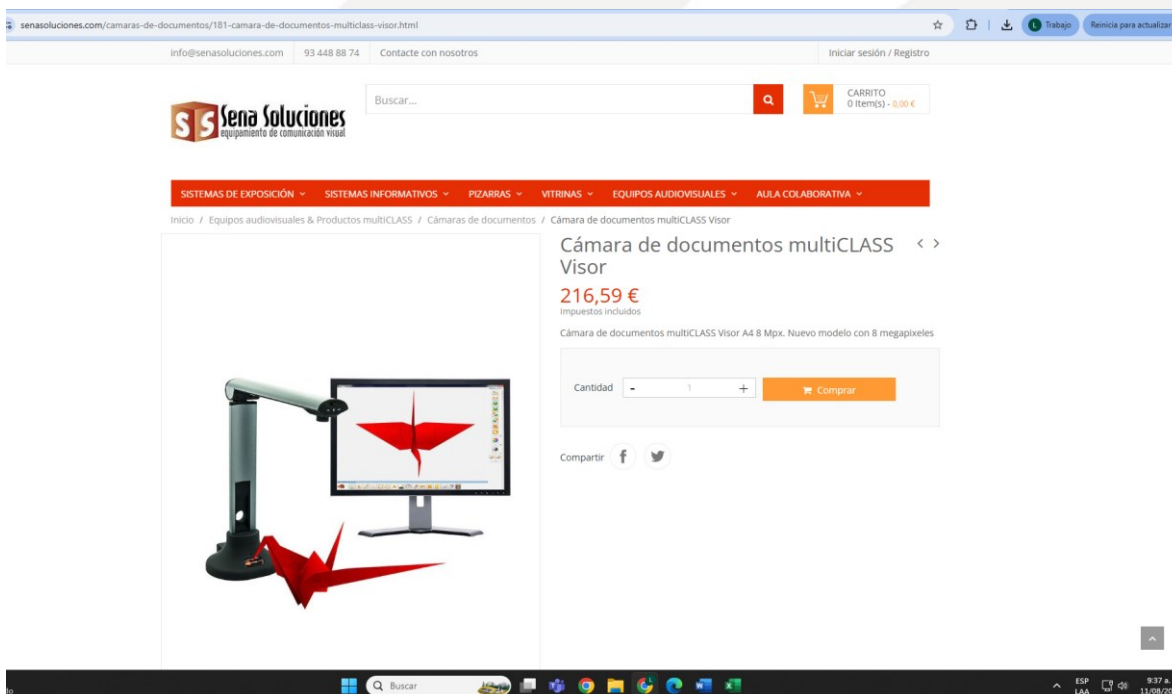 senasoluciones.com/camaras-de-documentos/181-camara-de-documentos-multiclass-visor.html
Trabajo
Reinicia para actualizar
info@senasoluciones.com 93 448 88 74 Contacte con nosotros Iniciar sesión / Registro
Buscar...
CARRITO
0 Item(s) - 0,00 €
STS Sena Soluciones
equipamiento de comunicación visual
SISTEMAS DE EXPOSICIÓN SISTEMAS INFORMATIVOS PIZARRAS VITRINAS EQUIPOS AUDIOVISUALES AULA COLABORATIVA
Inicio / Equipos audiovisuales & Productos multiCLASS / Cámaras de documentos / Cámara de documentos multiCLASS Visor
Cámara de documentos multiCLASS
Visor
216,59 €
Impuestos incluidos
Cámara de documentos multiCLASS Visor A4 8 Mpx. Nuevo modelo con 8 megapixeles
Cantidad - 1 + Comprar
Compartir
Buscar
ESP
LAA
9:37 a.
11/08/